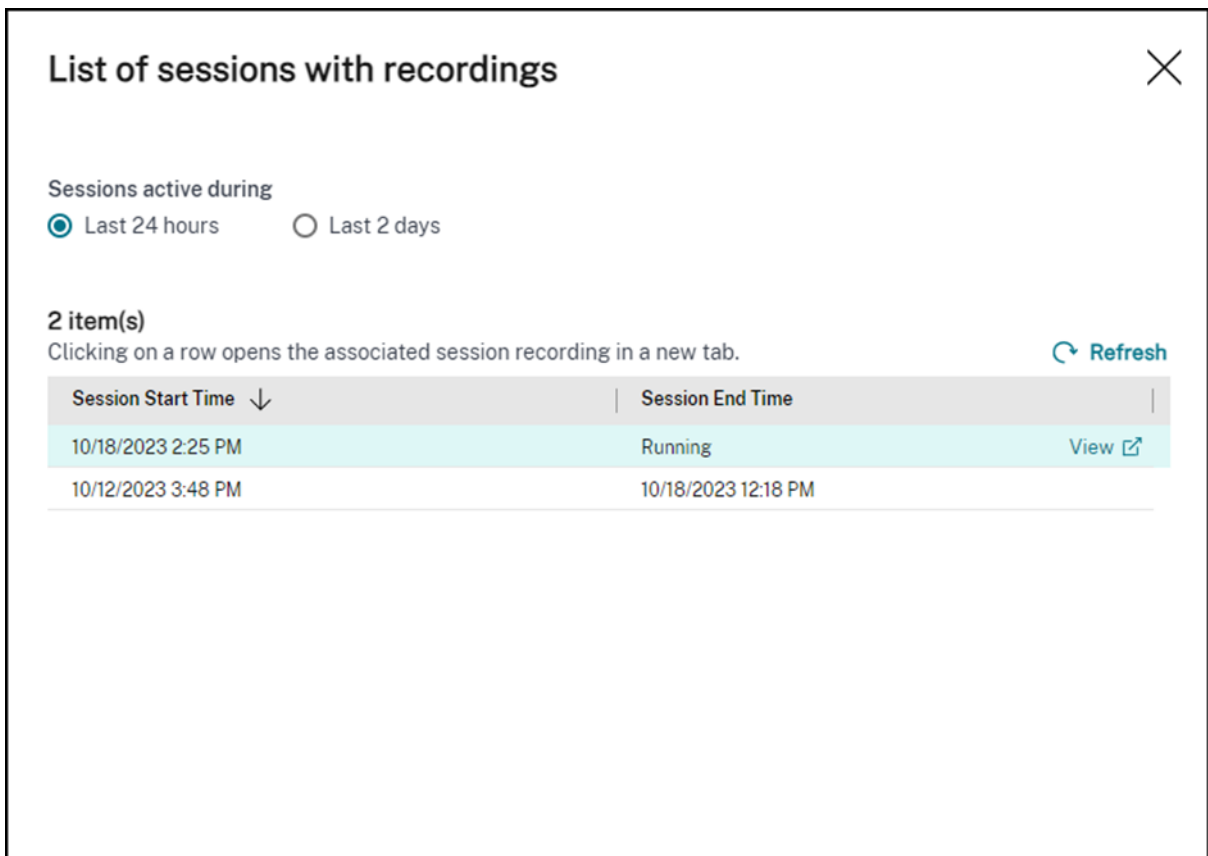 List of sessions with recordings
Sessions active during
Last 24 hours Last 2 days
2 item(s)
Clicking on a row opens the associated session recording in a new tab. Refresh
Session Start Time Session End Time
10/18/2023 2:25 PM Running View
10/12/2023 3:48 PM 10/18/2023 12:18 PM